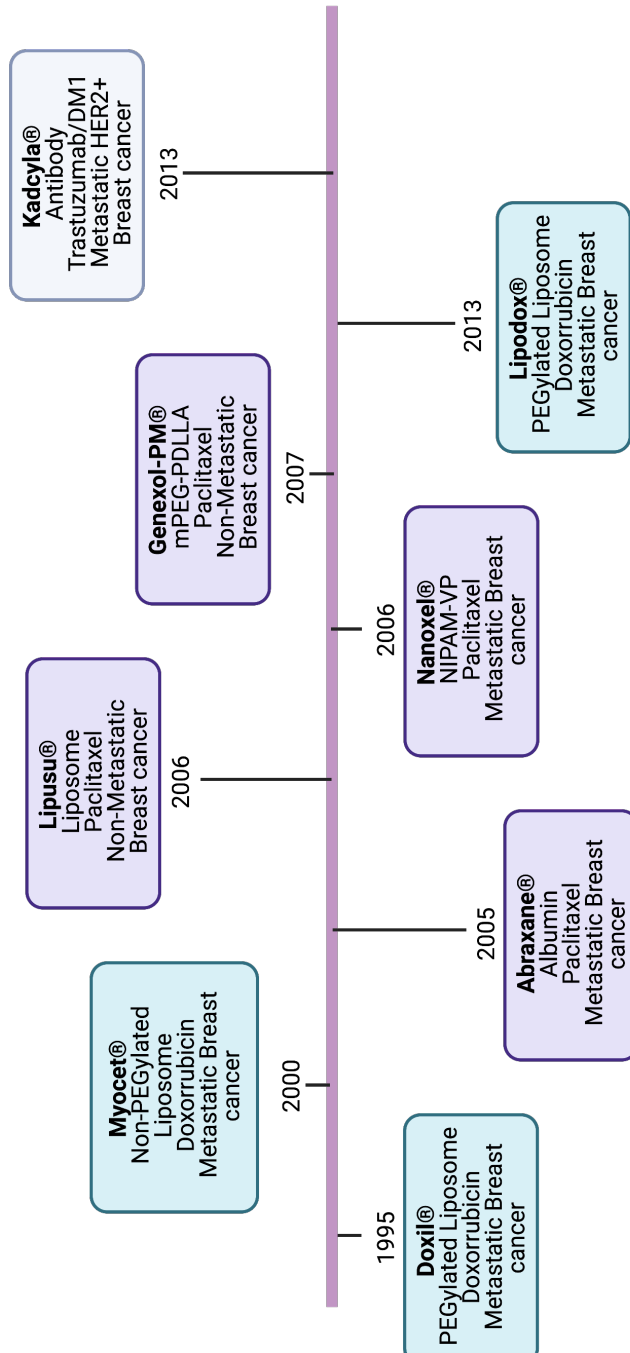 Kadcyla®
Antibody
Trastuzumab/DM1
Metastatic HER2+
Breast cancer
2013
Lipodox®
PEGylated Liposome
Doxorrubicin
Metastatic Breast
cancer
2013
Genexol-PM®
mPEG-PDLLA
Paclitaxel
Non-Metastatic
Breast cancer
2007
Nanoxel®
NIPAM-VP
Paclitaxel
Metastatic Breast
cancer
2006
Lipusu®
Liposome
Paclitaxel
Non-Metastatic
Breast cancer
2006
Abraxane®
Albumin
Paclitaxel
Metastatic Breast
cancer
2005
Myocet®
Non-PEGylated
Liposome
Doxorrubicin
Metastatic Breast
cancer
2000
Doxil®
PEGylated Liposome
Doxorrubicin
Metastatic Breast
cancer
1995